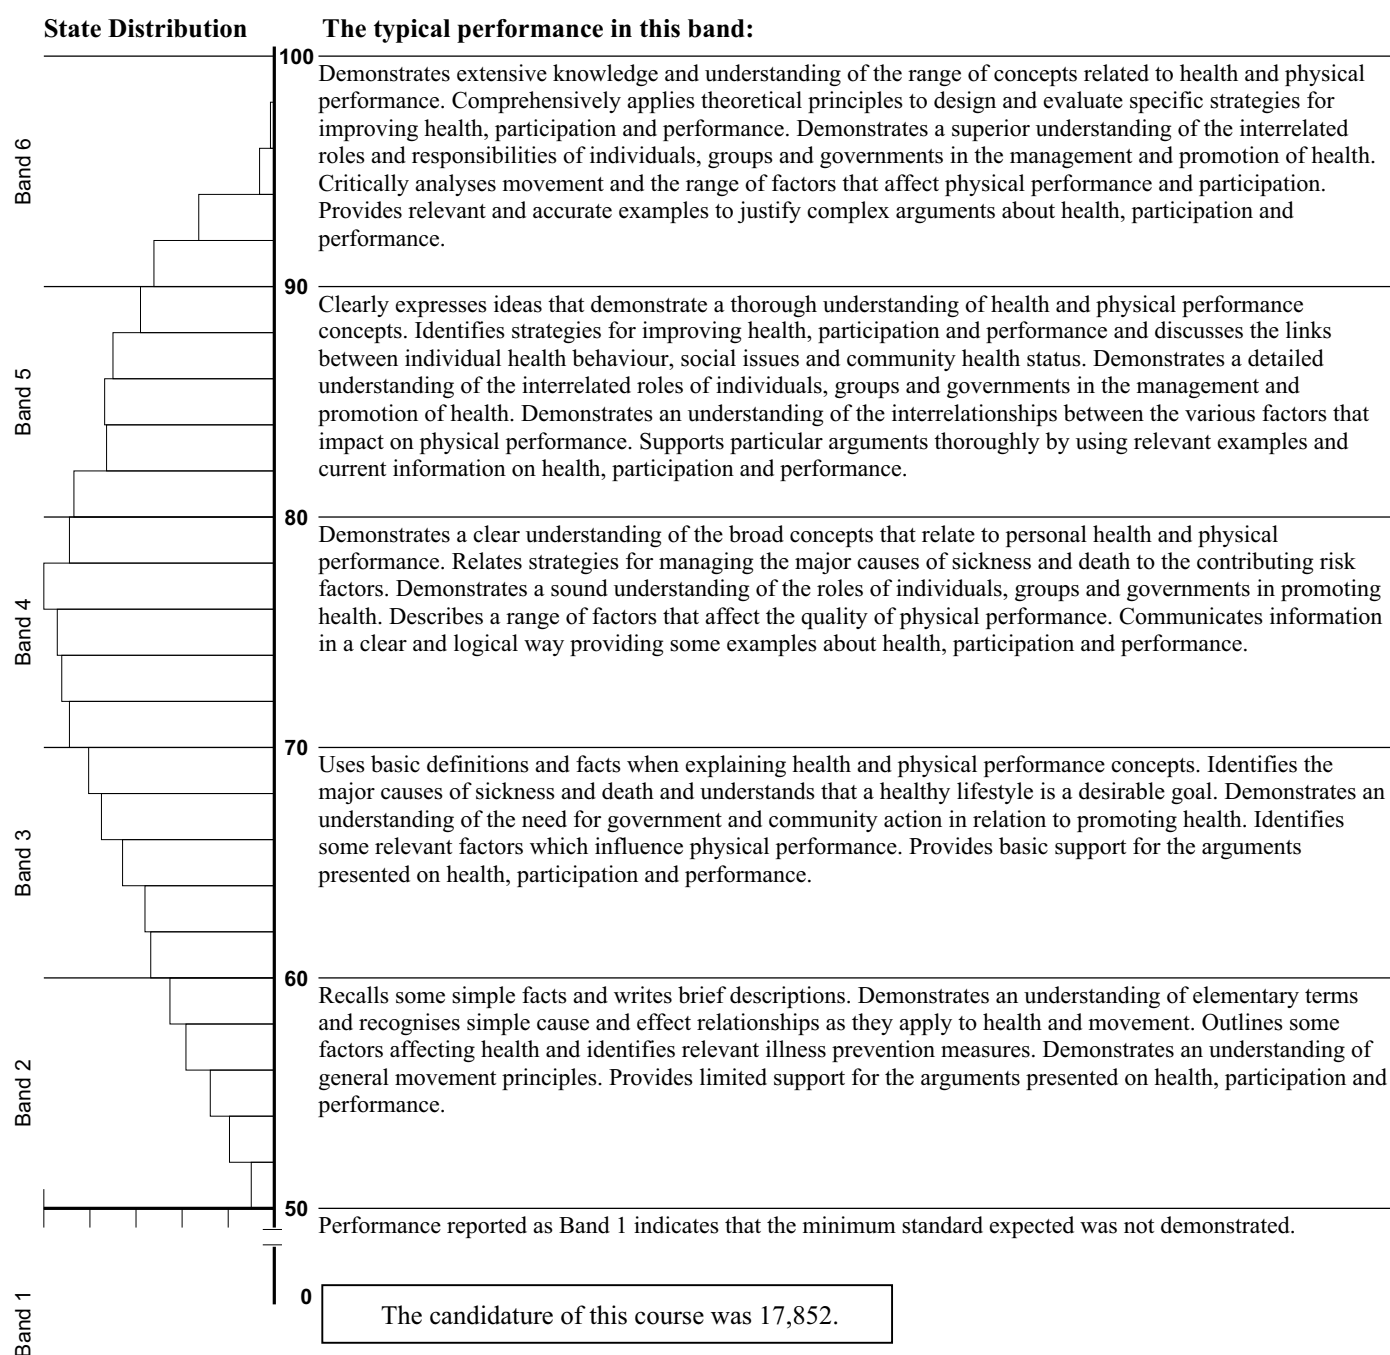 State Distribution
The typical performance in this band:
100
Band 6
Demonstrates extensive knowledge and understanding of the range of concepts related to health and physical
performance. Comprehensively applies theoretical principles to design and evaluate specific strategies for
improving health, participation and performance. Demonstrates a superior understanding of the interrelated
roles and responsibilities of individuals, groups and governments in the management and promotion of health.
Critically analyses movement and the range of factors that affect physical performance and participation.
Provides relevant and accurate examples to justify complex arguments about health, participation and
performance.
90
Band 5
Clearly expresses ideas that demonstrate a thorough understanding of health and physical performance
concepts. Identifies strategies for improving health, participation and performance and discusses the links
between individual health behaviour, social issues and community health status. Demonstrates a detailed
understanding of the interrelated roles of individuals, groups and governments in the management and
promotion of health. Demonstrates an understanding of the interrelationships between the various factors that
impact on physical performance. Supports particular arguments thoroughly by using relevant examples and
current information on health, participation and performance.
80
Band 4
Demonstrates a clear understanding of the broad concepts that relate to personal health and physical
performance. Relates strategies for managing the major causes of sickness and death to the contributing risk
factors. Demonstrates a sound understanding of the roles of individuals, groups and governments in promoting
health. Describes a range of factors that affect the quality of physical performance. Communicates information
in a clear and logical way providing some examples about health, participation and performance.
70
Band 3
Uses basic definitions and facts when explaining health and physical performance concepts. Identifies the
major causes of sickness and death and understands that a healthy lifestyle is a desirable goal. Demonstrates an
understanding of the need for government and community action in relation to promoting health. Identifies
some relevant factors which influence physical performance. Provides basic support for the arguments
presented on health, participation and performance.
60
Band 2
Recalls some simple facts and writes brief descriptions. Demonstrates an understanding of elementary terms
and recognises simple cause and effect relationships as they apply to health and movement. Outlines some
factors affecting health and identifies relevant illness prevention measures. Demonstrates an understanding of
general movement principles. Provides limited support for the arguments presented on health, participation and
performance.
50
Performance reported as Band 1 indicates that the minimum standard expected was not demonstrated.
0
Band 1
The candidature of this course was 17,852.